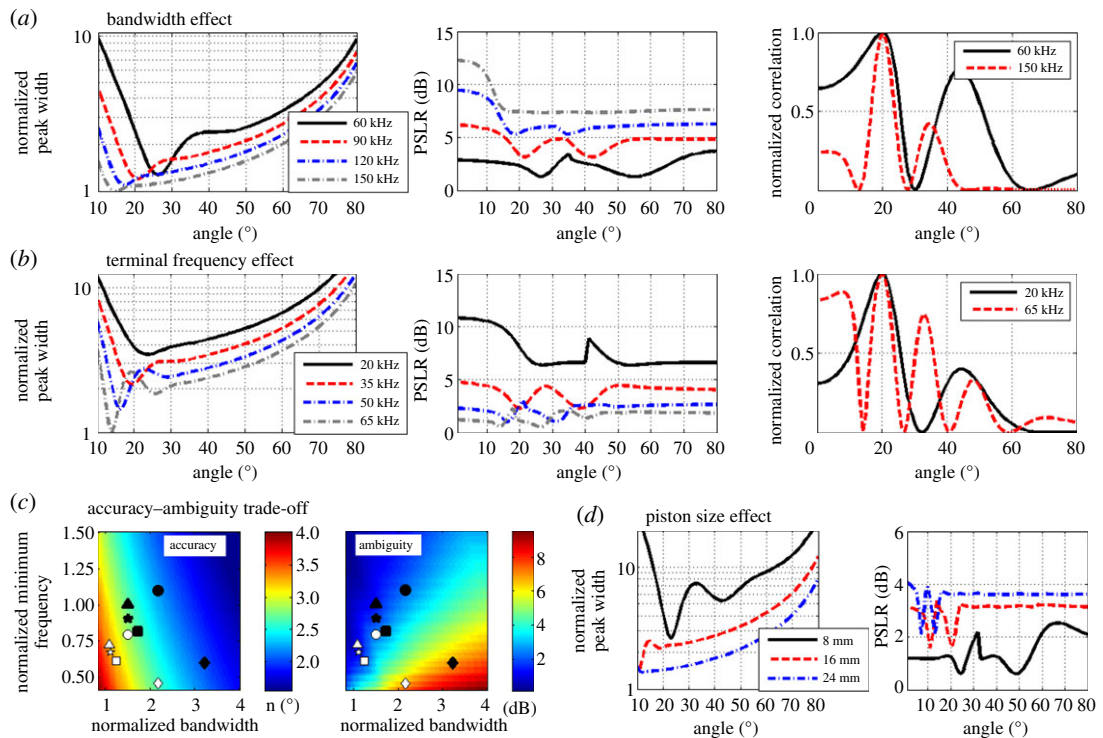 (a) bandwidth effect
normalized peak width
10
1
10 20 30 40 50 60 70 80
angle (°)
60 kHz
90 kHz
120 kHz
150 kHz
PSLR (dB)
15
10
5
0
10 20 30 40 50 60 70 80
angle (°)
normalized correlation
1.0
0.5
0 20 40 60 80
angle (°)
60 kHz
150 kHz
(b) terminal frequency effect
normalized peak width
10
1
10 20 30 40 50 60 70 80
angle (°)
20 kHz
35 kHz
50 kHz
65 kHz
PSLR (dB)
15
10
5
0
10 20 30 40 50 60 70 80
angle (°)
normalized correlation
1.0
0.5
0 20 40 60 80
angle (°)
20 kHz
65 kHz
(c) accuracy–ambiguity trade-off
normalized minimum frequency
1.50
1.25
1.00
0.75
0.50
accuracy
1 2 3 4
normalized bandwidth
4.0
3.5
3.0
2.5
2.0
n (°)
ambiguity
1 2 3 4
normalized bandwidth
8
6
4
2
(dB)
(d) piston size effect
normalized peak width
10
1
10 20 30 40 50 60 70 80
angle (°)
8 mm
16 mm
24 mm
PSLR (dB)
6
4
2
0
10 20 30 40 50 60 70 80
angle (°)